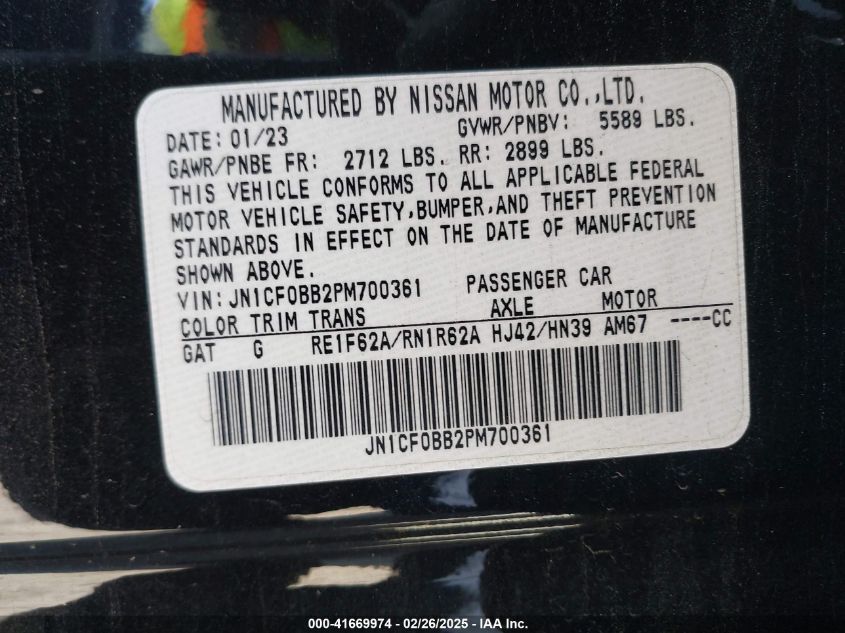 MANUFACTURED BY NISSAN MOTOR CO.,LTD.
DATE: 01/23 GVWR/PNBV: 5589 LBS.
GAWR/PNBE FR: 2712 LBS. RR: 2899 LBS.
THIS VEHICLE CONFORMS TO ALL APPLICABLE FEDERAL
MOTOR VEHICLE SAFETY,BUMPER,AND THEFT PREVENTION
STANDARDS IN EFFECT ON THE DATE OF MANUFACTURE
SHOWN ABOVE.
VIN: JN1CF0BB2PM700361 PASSENGER CAR
COLOR TRIM TRANS AXLE MOTOR
GAT G RE1F62A/RN1R62A HJ42/HN39 AM67 ----CC
JN1CF0BB2PM700361
000-41669974 / 02/26/2025 - IAA Inc.